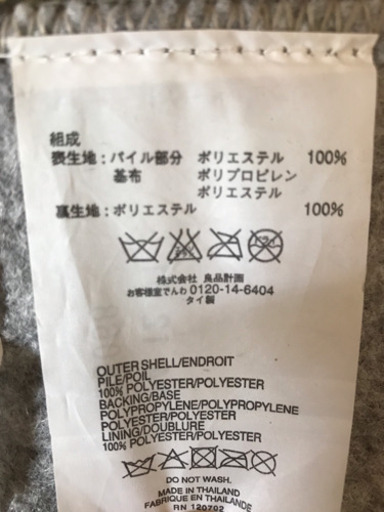 組成
表生地：パイル部分 ポリエステル 100%
基布 ポリプロピレン
ポリエステル
裏生地：ポリエステル 100%
株式会社 良品計画
お客様室でんわ 0120-14-6404
タイ製
OUTER SHELL/ENDROIT
PILE/POIL
100% POLYESTER/POLYESTER
BACKING/BASE
POLYPROPYLENE/POLYPROPYLENE
POLYESTER/POLYESTER
LINING/DOUBLURE
100% POLYESTER/POLYESTER
DO NOT WASH.
MADE IN THAILAND
FABRIQUE EN THAILANDE
RN 120702